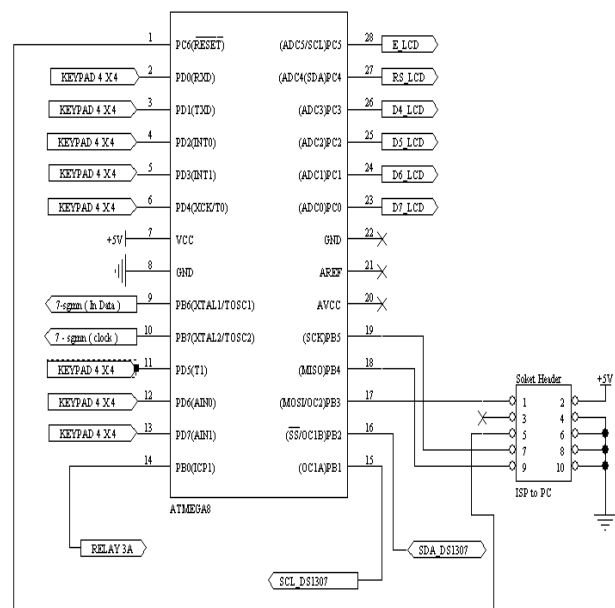 1 PC6(RESET) (ADC5/SCL)PC5 28 E_LCD
KEYPAD 4 X4 2 PD0(RXD) (ADC4(SDA)PC4 27 RS_LCD
KEYPAD 4 X4 3 PD1(TXD) (ADC3)PC3 26 D4_LCD
KEYPAD 4 X4 4 PD2(INT0) (ADC2)PC2 25 D5_LCD
KEYPAD 4 X4 5 PD3(INT1) (ADC1)PC1 24 D6_LCD
KEYPAD 4 X4 6 PD4(XCK/T0) (ADC0)PC0 23 D7_LCD
+5V 7 VCC GND 22
8 GND AREF 21
7-sgmn ( In Data ) 9 PB6(XTAL1/TOSC1) AVCC 20
7 - sgmn ( clock ) 10 PB7(XTAL2/TOSC2) (SCK)PB5 19
KEYPAD 4 X4 11 PD5(T1) (MISO)PB4 18
KEYPAD 4 X4 12 PD6(AIN0) (MOSI/OC2)PB3 17
KEYPAD 4 X4 13 PD7(AIN1) (SS/OC1B)PB2 16
14 PB0(ICP1) (OC1A)PB1 15
ATMEGA8
RELAY 3A
SCL_DS1307
SDA_DS1307
Soket Header
+5V
1 2
3 4
5 6
7 8
9 10
ISP to PC